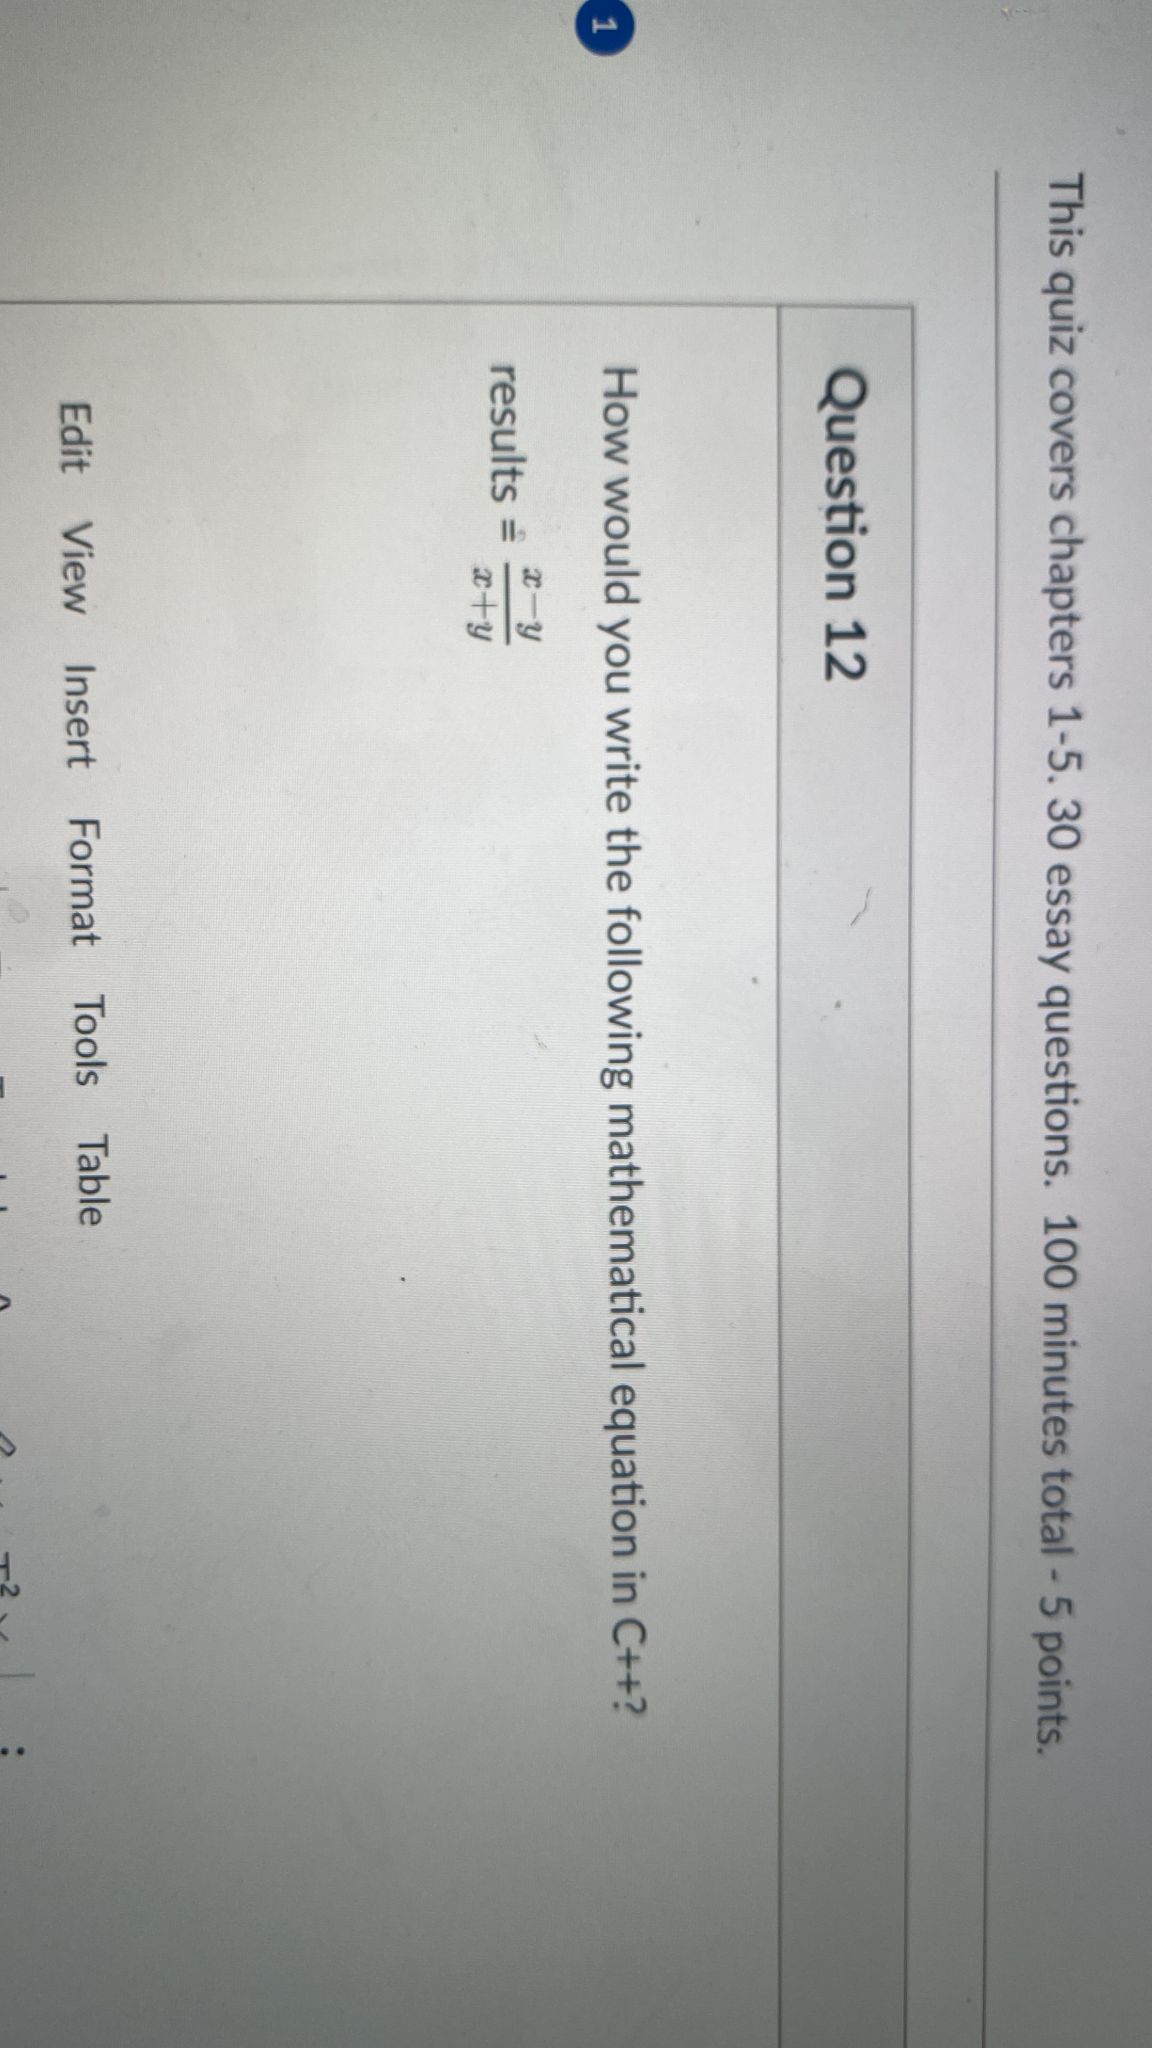 This quiz covers chapters 1-5. 30 essay questions. 100 minutes total - 5 points.
Question 12
1
How would you write the following mathematical equation in C++?
results = x−y
x+y
Edit View Insert Format Tools Table